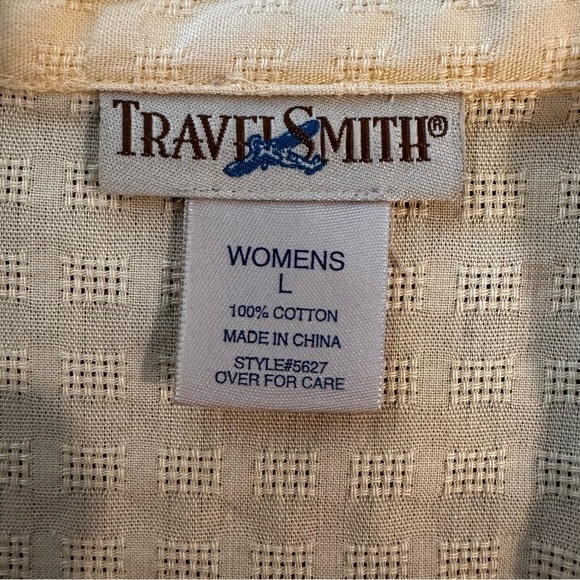 TRAVELSMITH®
WOMENS
L
100% COTTON
MADE IN CHINA
STYLE#5627
OVER FOR CARE